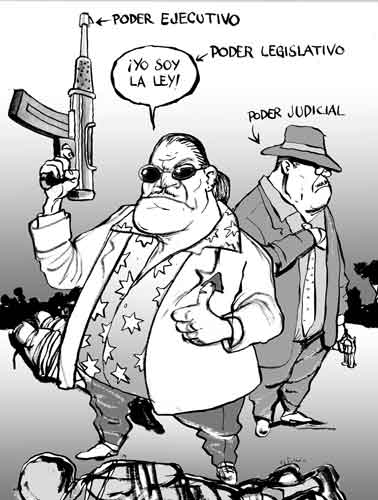 PODER EJECUTIVO
PODER LEGISLATIVO
¡YO SOY
LA LEY!
PODER JUDICIAL